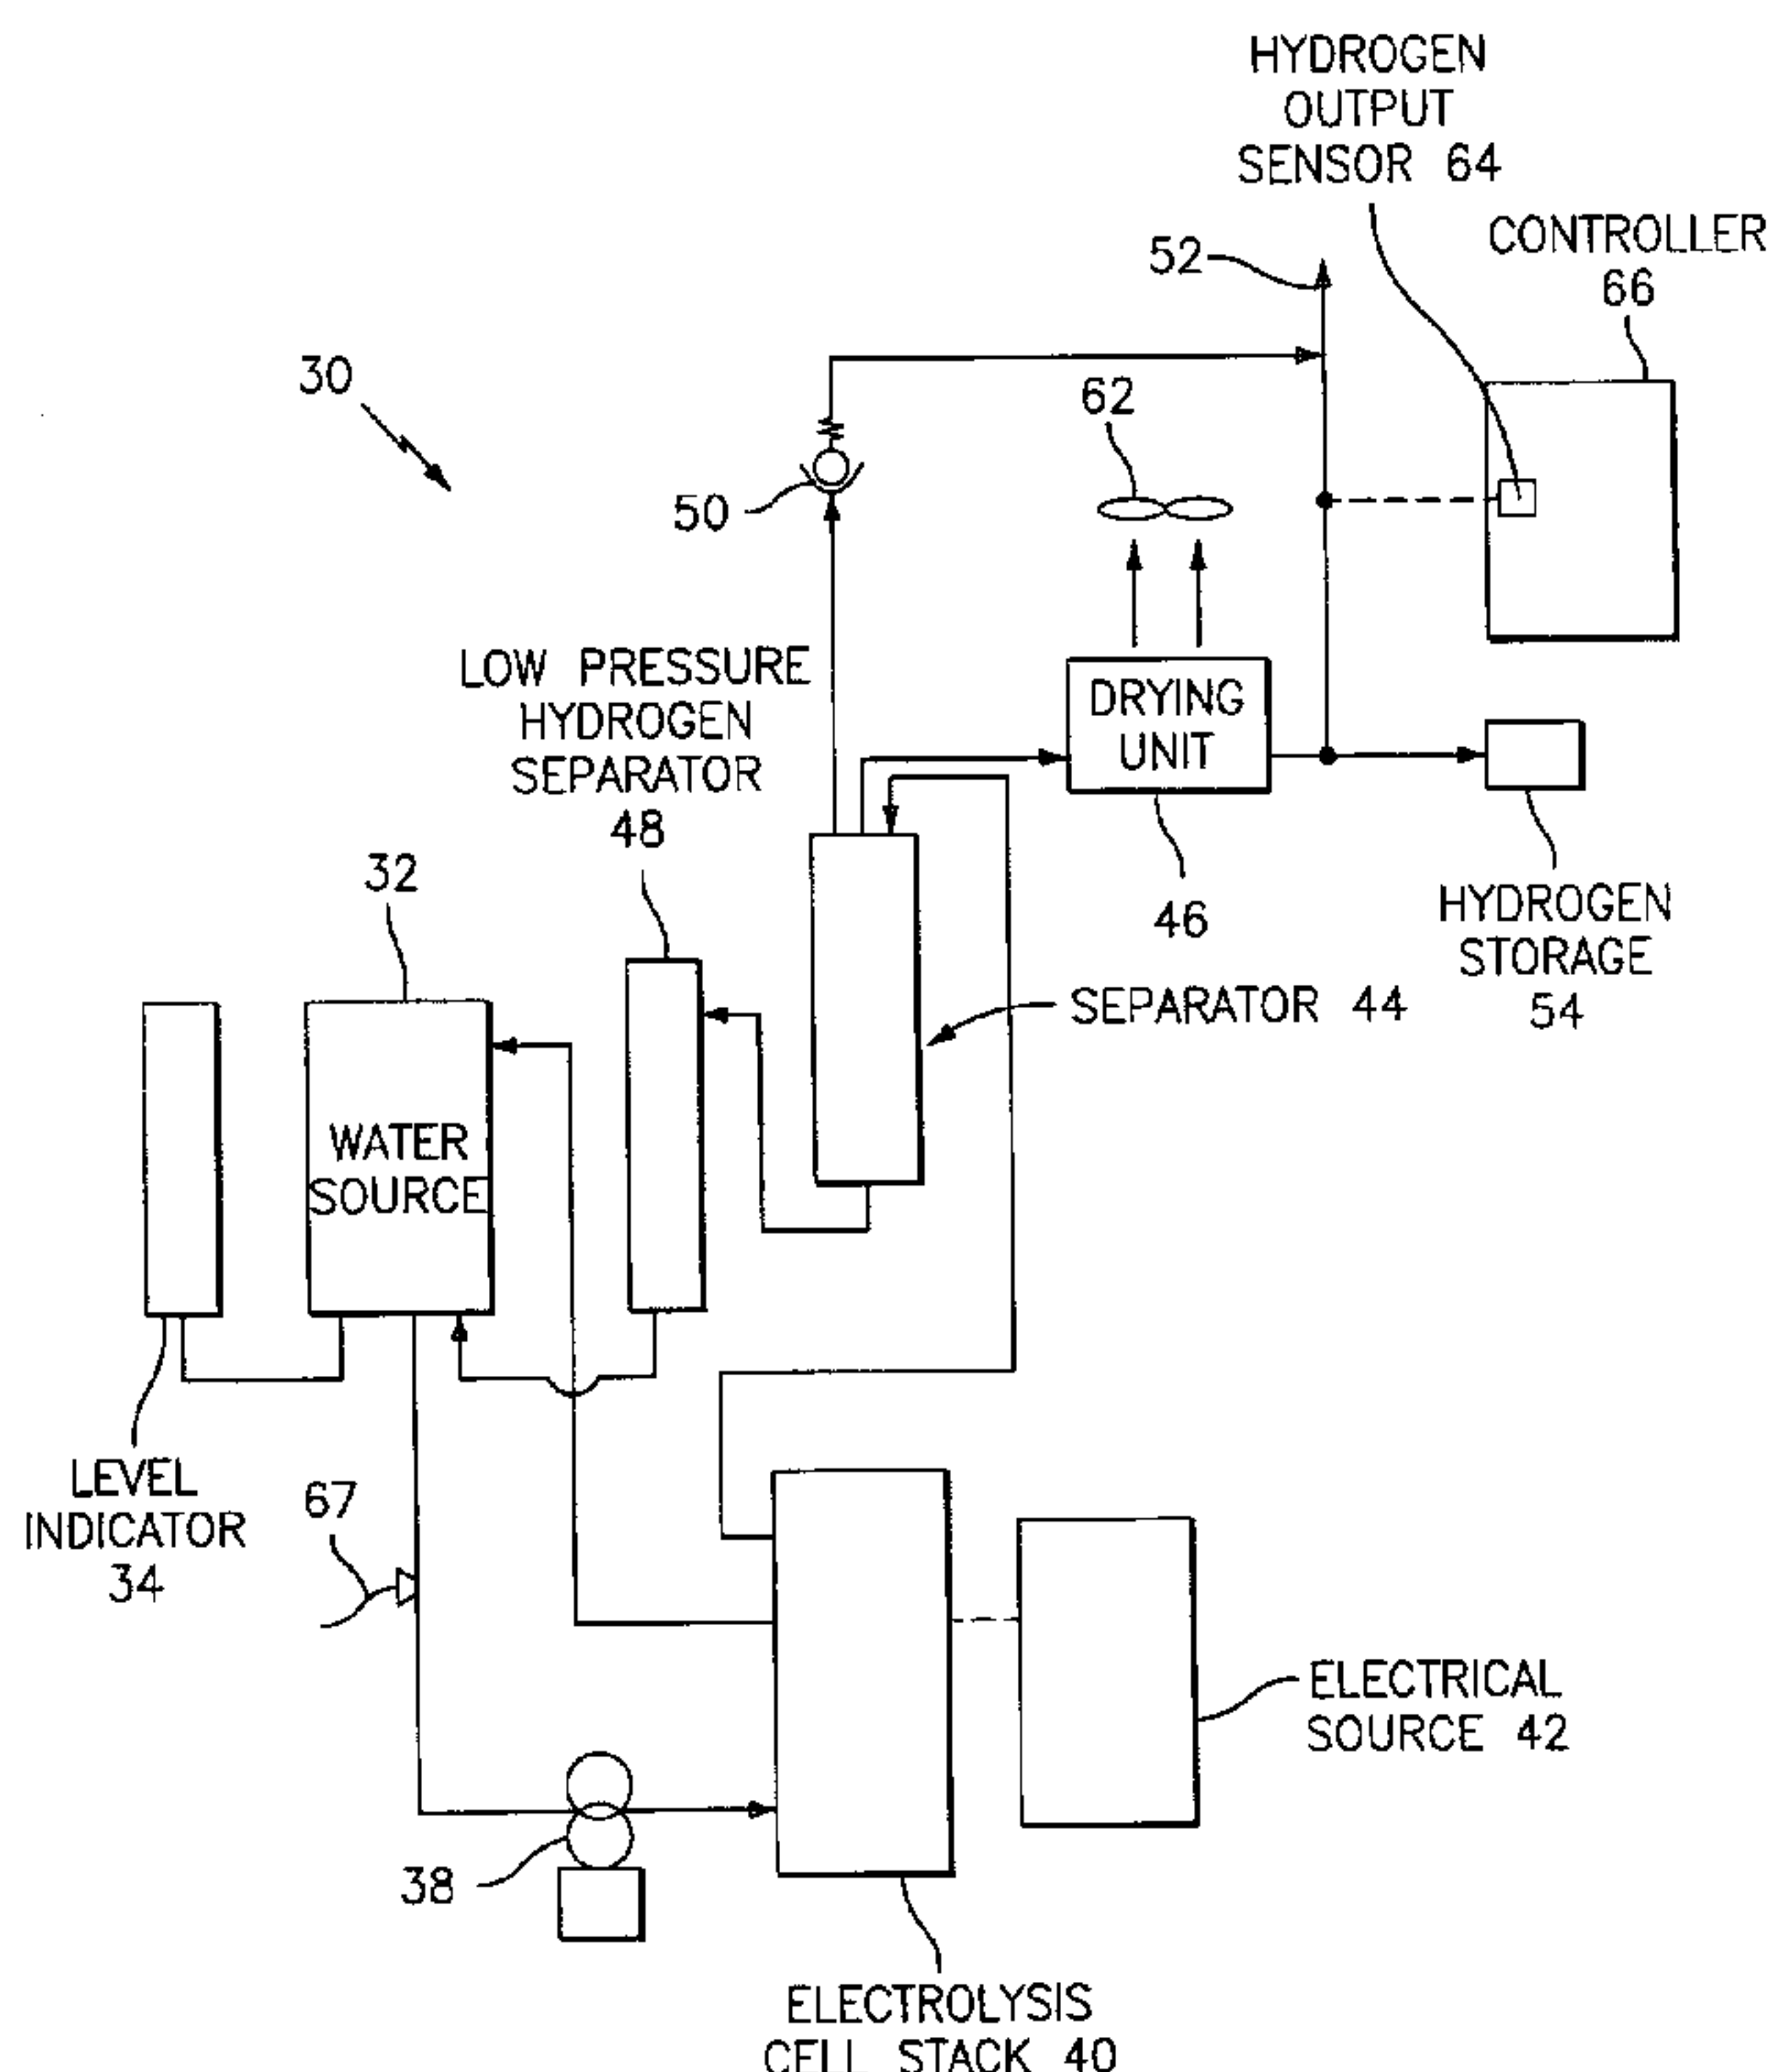 HYDROGEN
OUTPUT
SENSOR 64
CONTROLLER
66
52
30
62
50
LOW PRESSURE
HYDROGEN
SEPARATOR
48
DRYING
UNIT
32
46
HYDROGEN
STORAGE
54
SEPARATOR 44
WATER
SOURCE
LEVEL
INDICATOR
34
67
ELECTRICAL
SOURCE 42
38
ELECTROLYSIS
CELL STACK 40